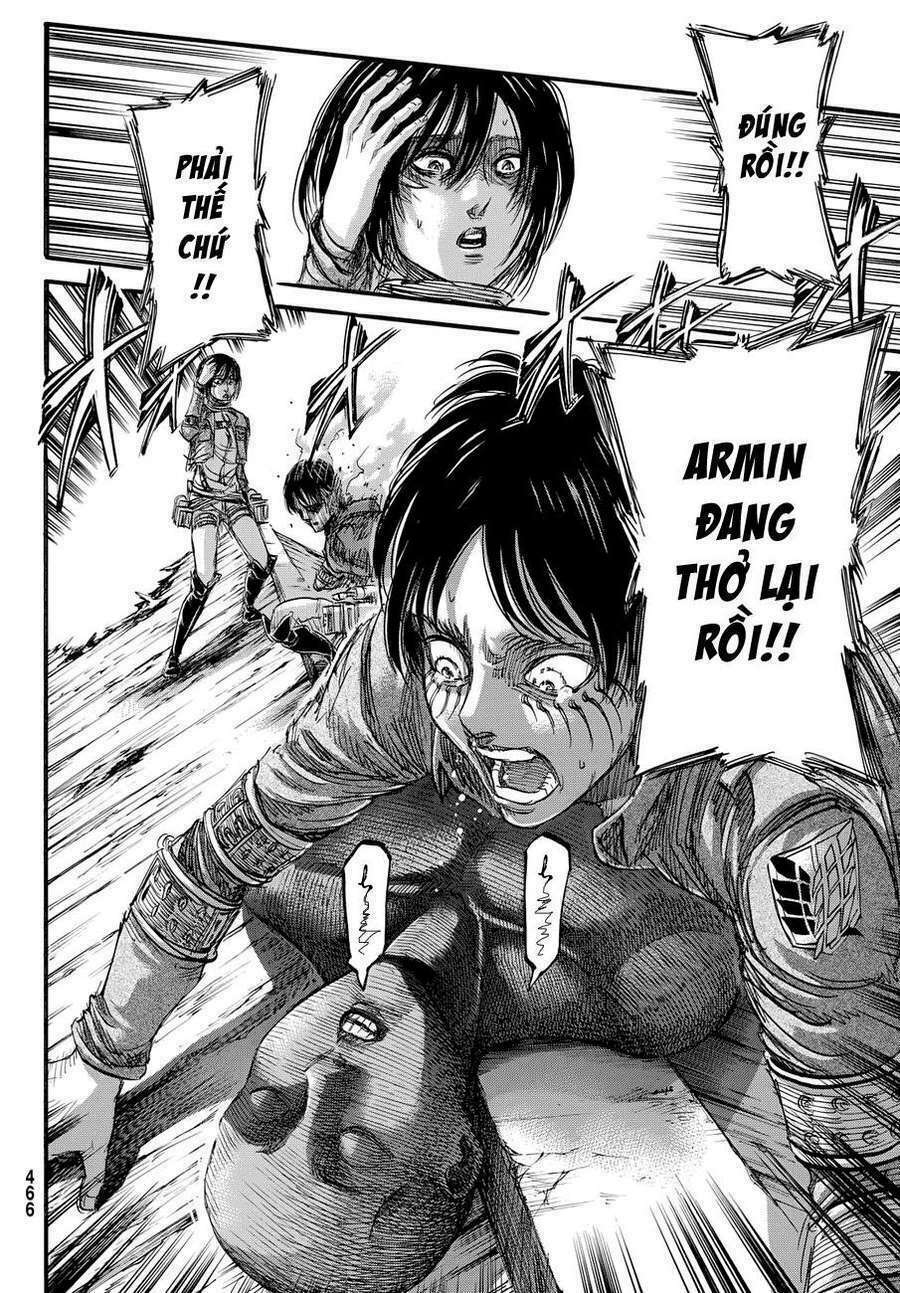 ĐÚNG
RỒI!!
PHẢI
THẾ
CHỨ
!!
ARMIN
ĐANG
THỞ LẠI
RỒI!!
466